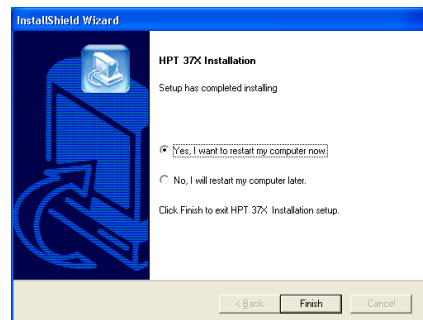 InstallShield Wizard
HPT 37X Installation
Setup has completed installing
Yes, I want to restart my computer now.
No, I will restart my computer later.
Click Finish to exit HPT 37X Installation setup.
< Back
Finish
Cancel